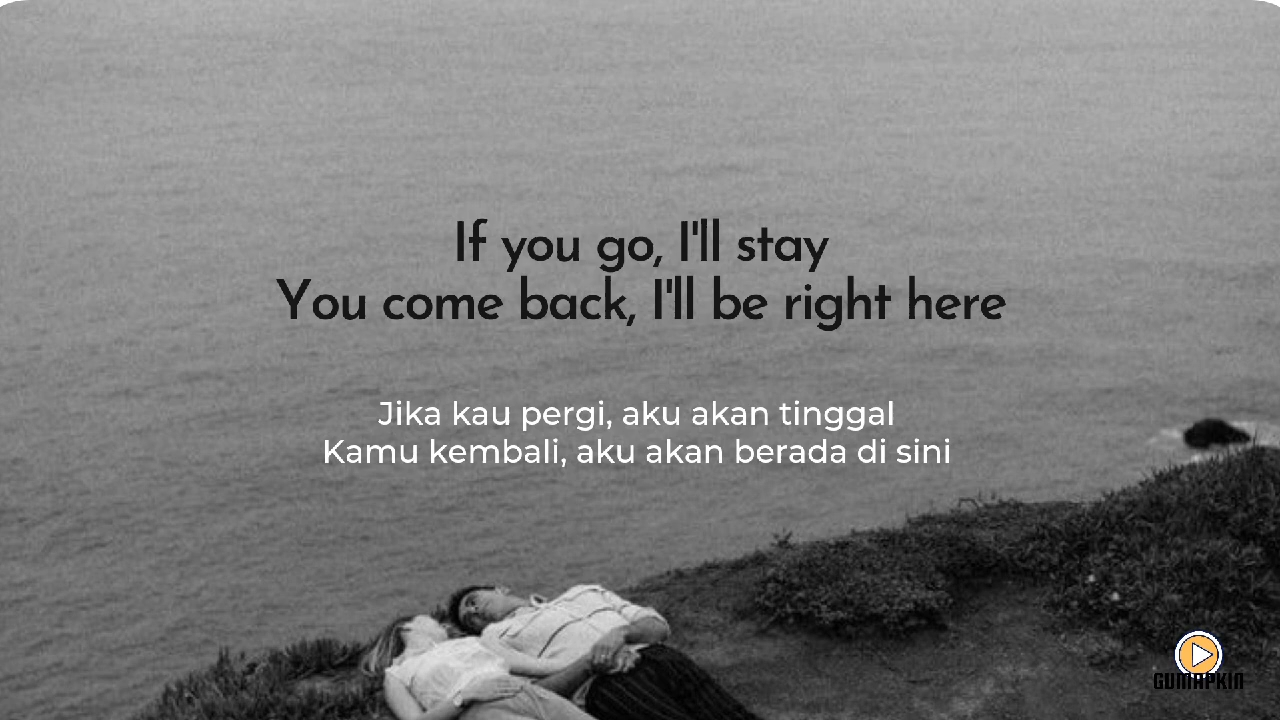 If you go, I'll stay
You come back, I'll be right here
Jika kau pergi, aku akan tinggal
Kamu kembali, aku akan berada di sini
GUMAPKIN